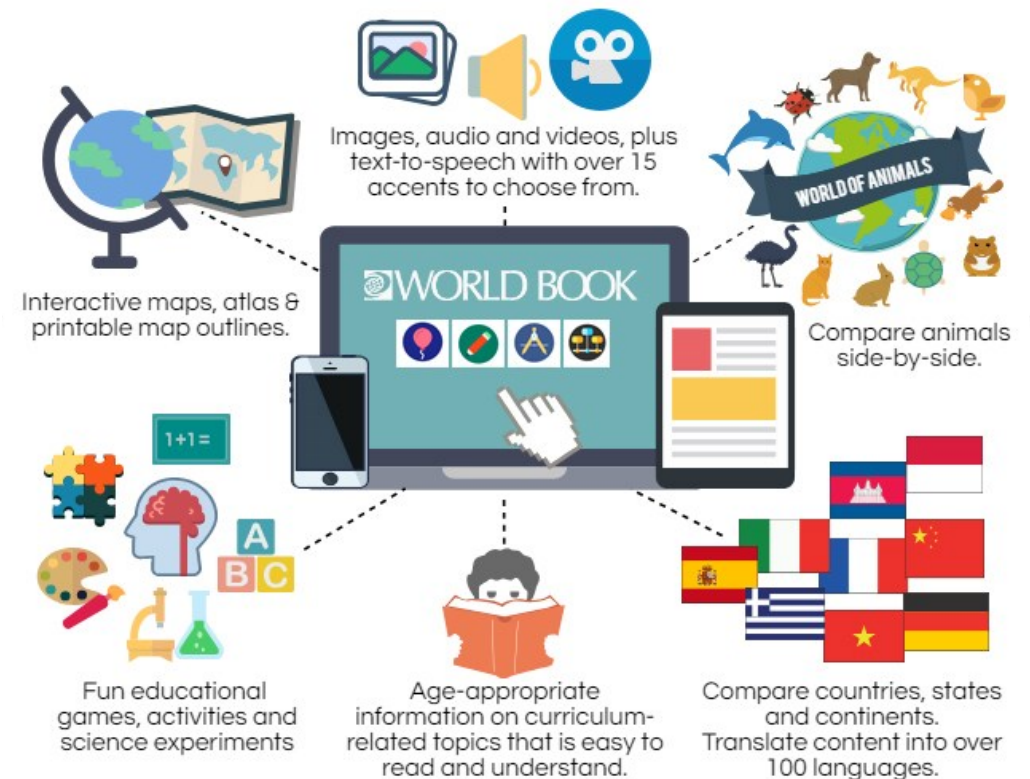 Images, audio and videos, plus
text-to-speech with over 15
accents to choose from.
WORLD OF ANIMALS
Interactive maps, atlas &
printable map outlines.
WORLD BOOK
Compare animals
side-by-side.
1+1=
A
B C
Fun educational
games, activities and
science experiments
Age-appropriate
information on curriculum-
related topics that is easy to
read and understand.
Compare countries, states
and continents.
Translate content into over
100 languages.